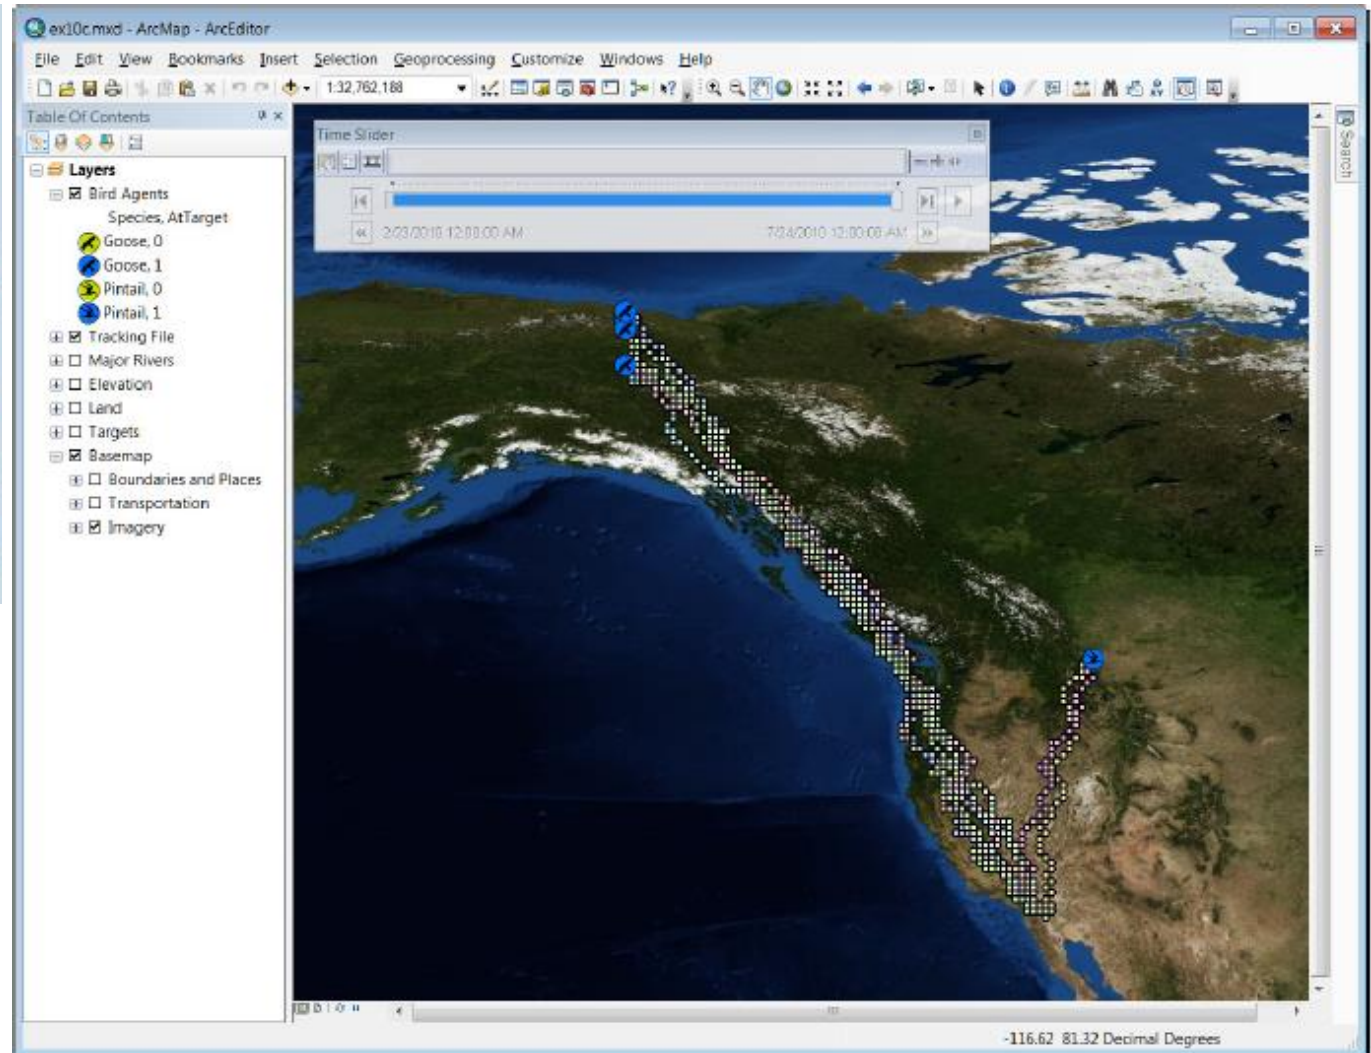 ex10c.mxd - ArcMap - ArcEditor
File Edit View Bookmarks Insert Selection Geoprocessing Customize Windows Help
1:32,762,188
Table Of Contents
Time Slider
Search
Layers
Bird Agents
Species, AtTarget
Goose, 0
Goose, 1
Pintail, 0
Pintail, 1
Tracking File
Major Rivers
Elevation
Land
Targets
Basemap
Boundaries and Places
Transportation
Imagery
2/23/2010 12:00:00 AM
7/24/2010 12:00:00 AM
-116.62 81.32 Decimal Degrees